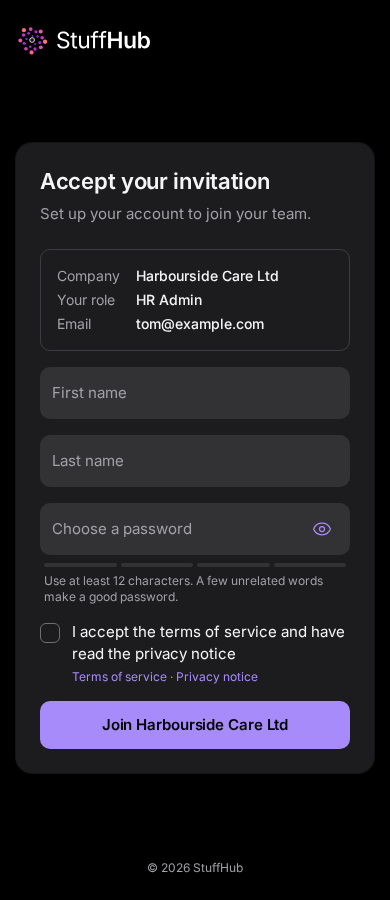 StuffHub
Accept your invitation
Set up your account to join your team.
Company Harbourside Care Ltd
Your role HR Admin
Email tom@example.com
First name
Last name
Choose a password
Use at least 12 characters. A few unrelated words
make a good password.
I accept the terms of service and have
read the privacy notice
Terms of service · Privacy notice
Join Harbourside Care Ltd
© 2026 StuffHub